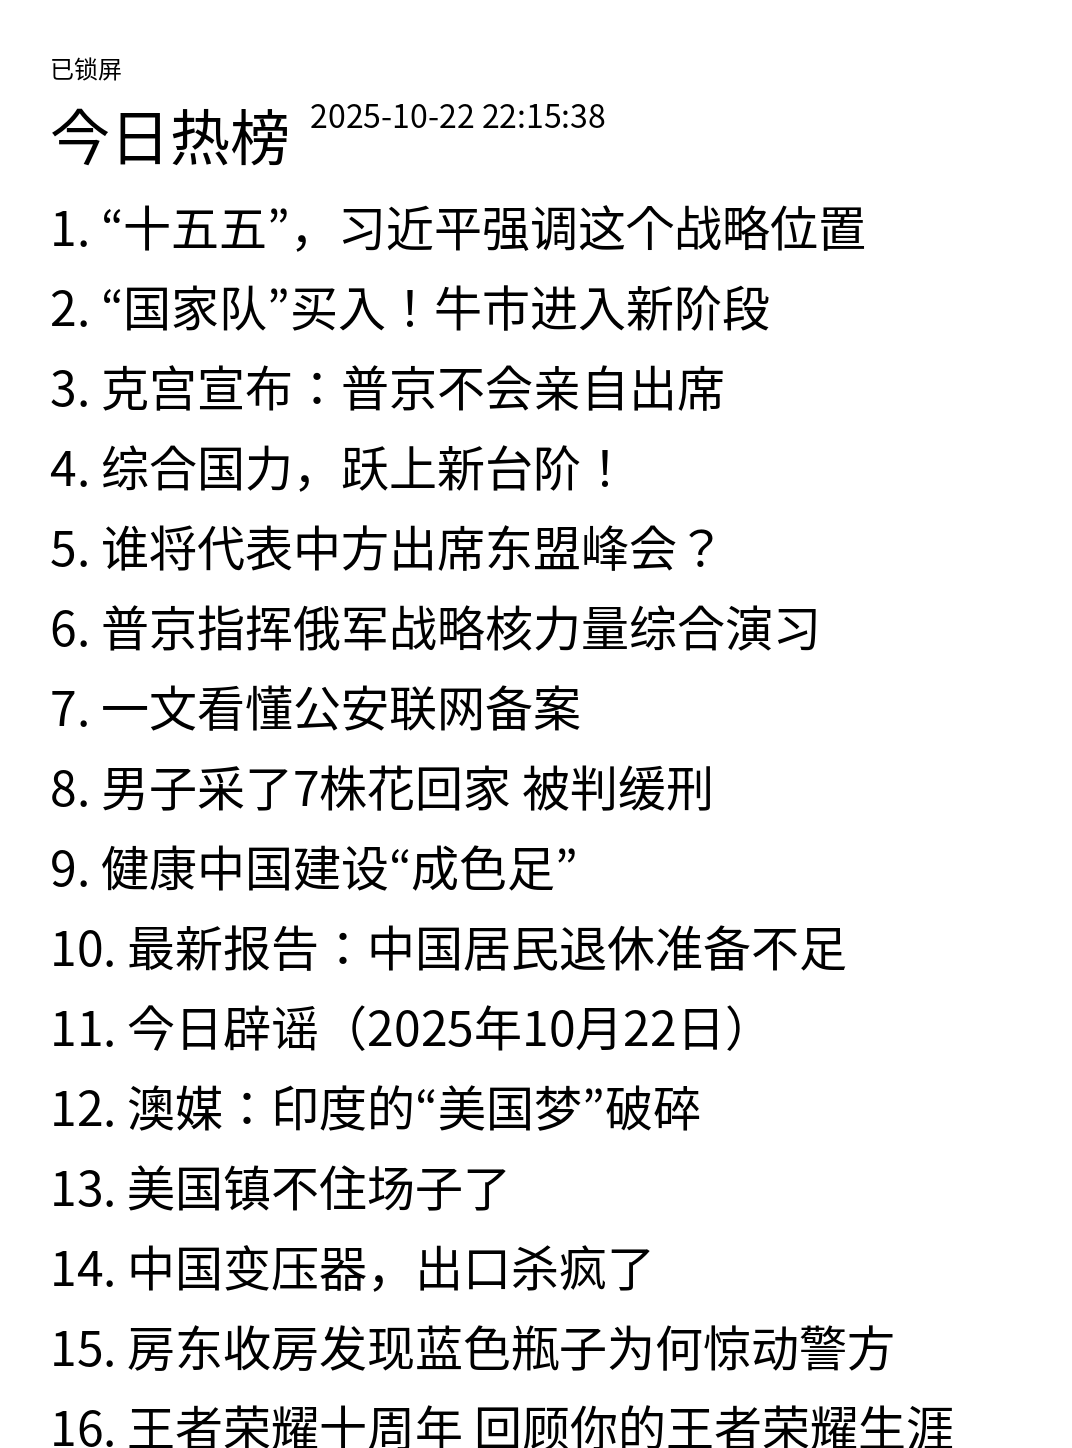 已锁屏
今日热榜 2025-10-22 22:15:38
1. “十五五”，习近平强调这个战略位置
2. “国家队”买入！牛市进入新阶段
3. 克宫宣布：普京不会亲自出席
4. 综合国力，跃上新台阶！
5. 谁将代表中方出席东盟峰会？
6. 普京指挥俄军战略核力量综合演习
7. 一文看懂公安联网备案
8. 男子采了7株花回家 被判缓刑
9. 健康中国建设“成色足”
10. 最新报告：中国居民退休准备不足
11. 今日辟谣（2025年10月22日）
12. 澳媒：印度的“美国梦”破碎
13. 美国镇不住场子了
14. 中国变压器，出口杀疯了
15. 房东收房发现蓝色瓶子为何惊动警方
16. 王者荣耀十周年 回顾你的王者荣耀生涯